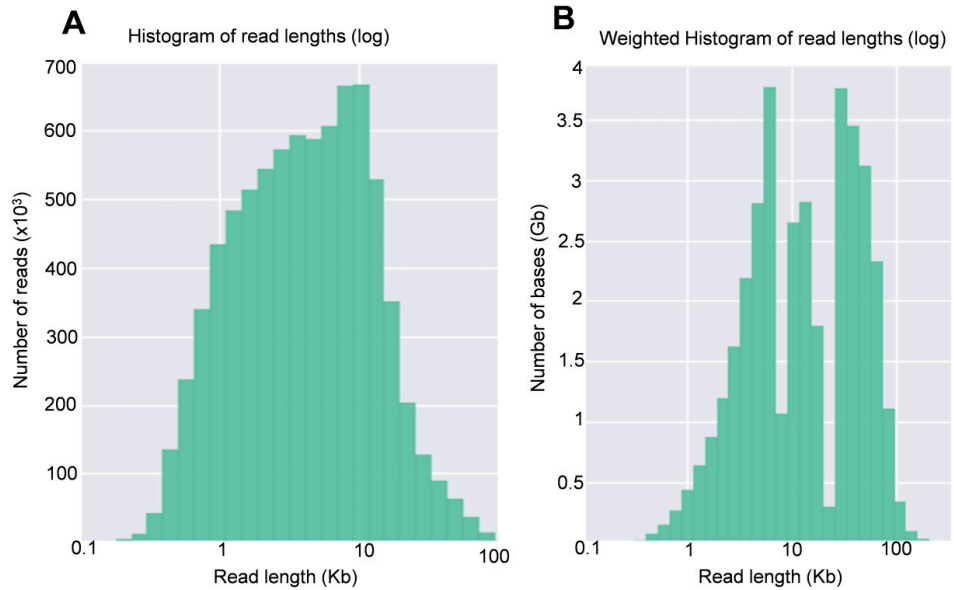 A
Histogram of read lengths (log)
700
600
500
400
300
200
100
Number of reads (x10³)
0.1
1
10
100
Read length (Kb)
B
Weighted Histogram of read lengths (log)
4
3.5
3
2.5
2
1.5
1
0.5
Number of bases (Gb)
0.1
1
10
100
Read length (Kb)